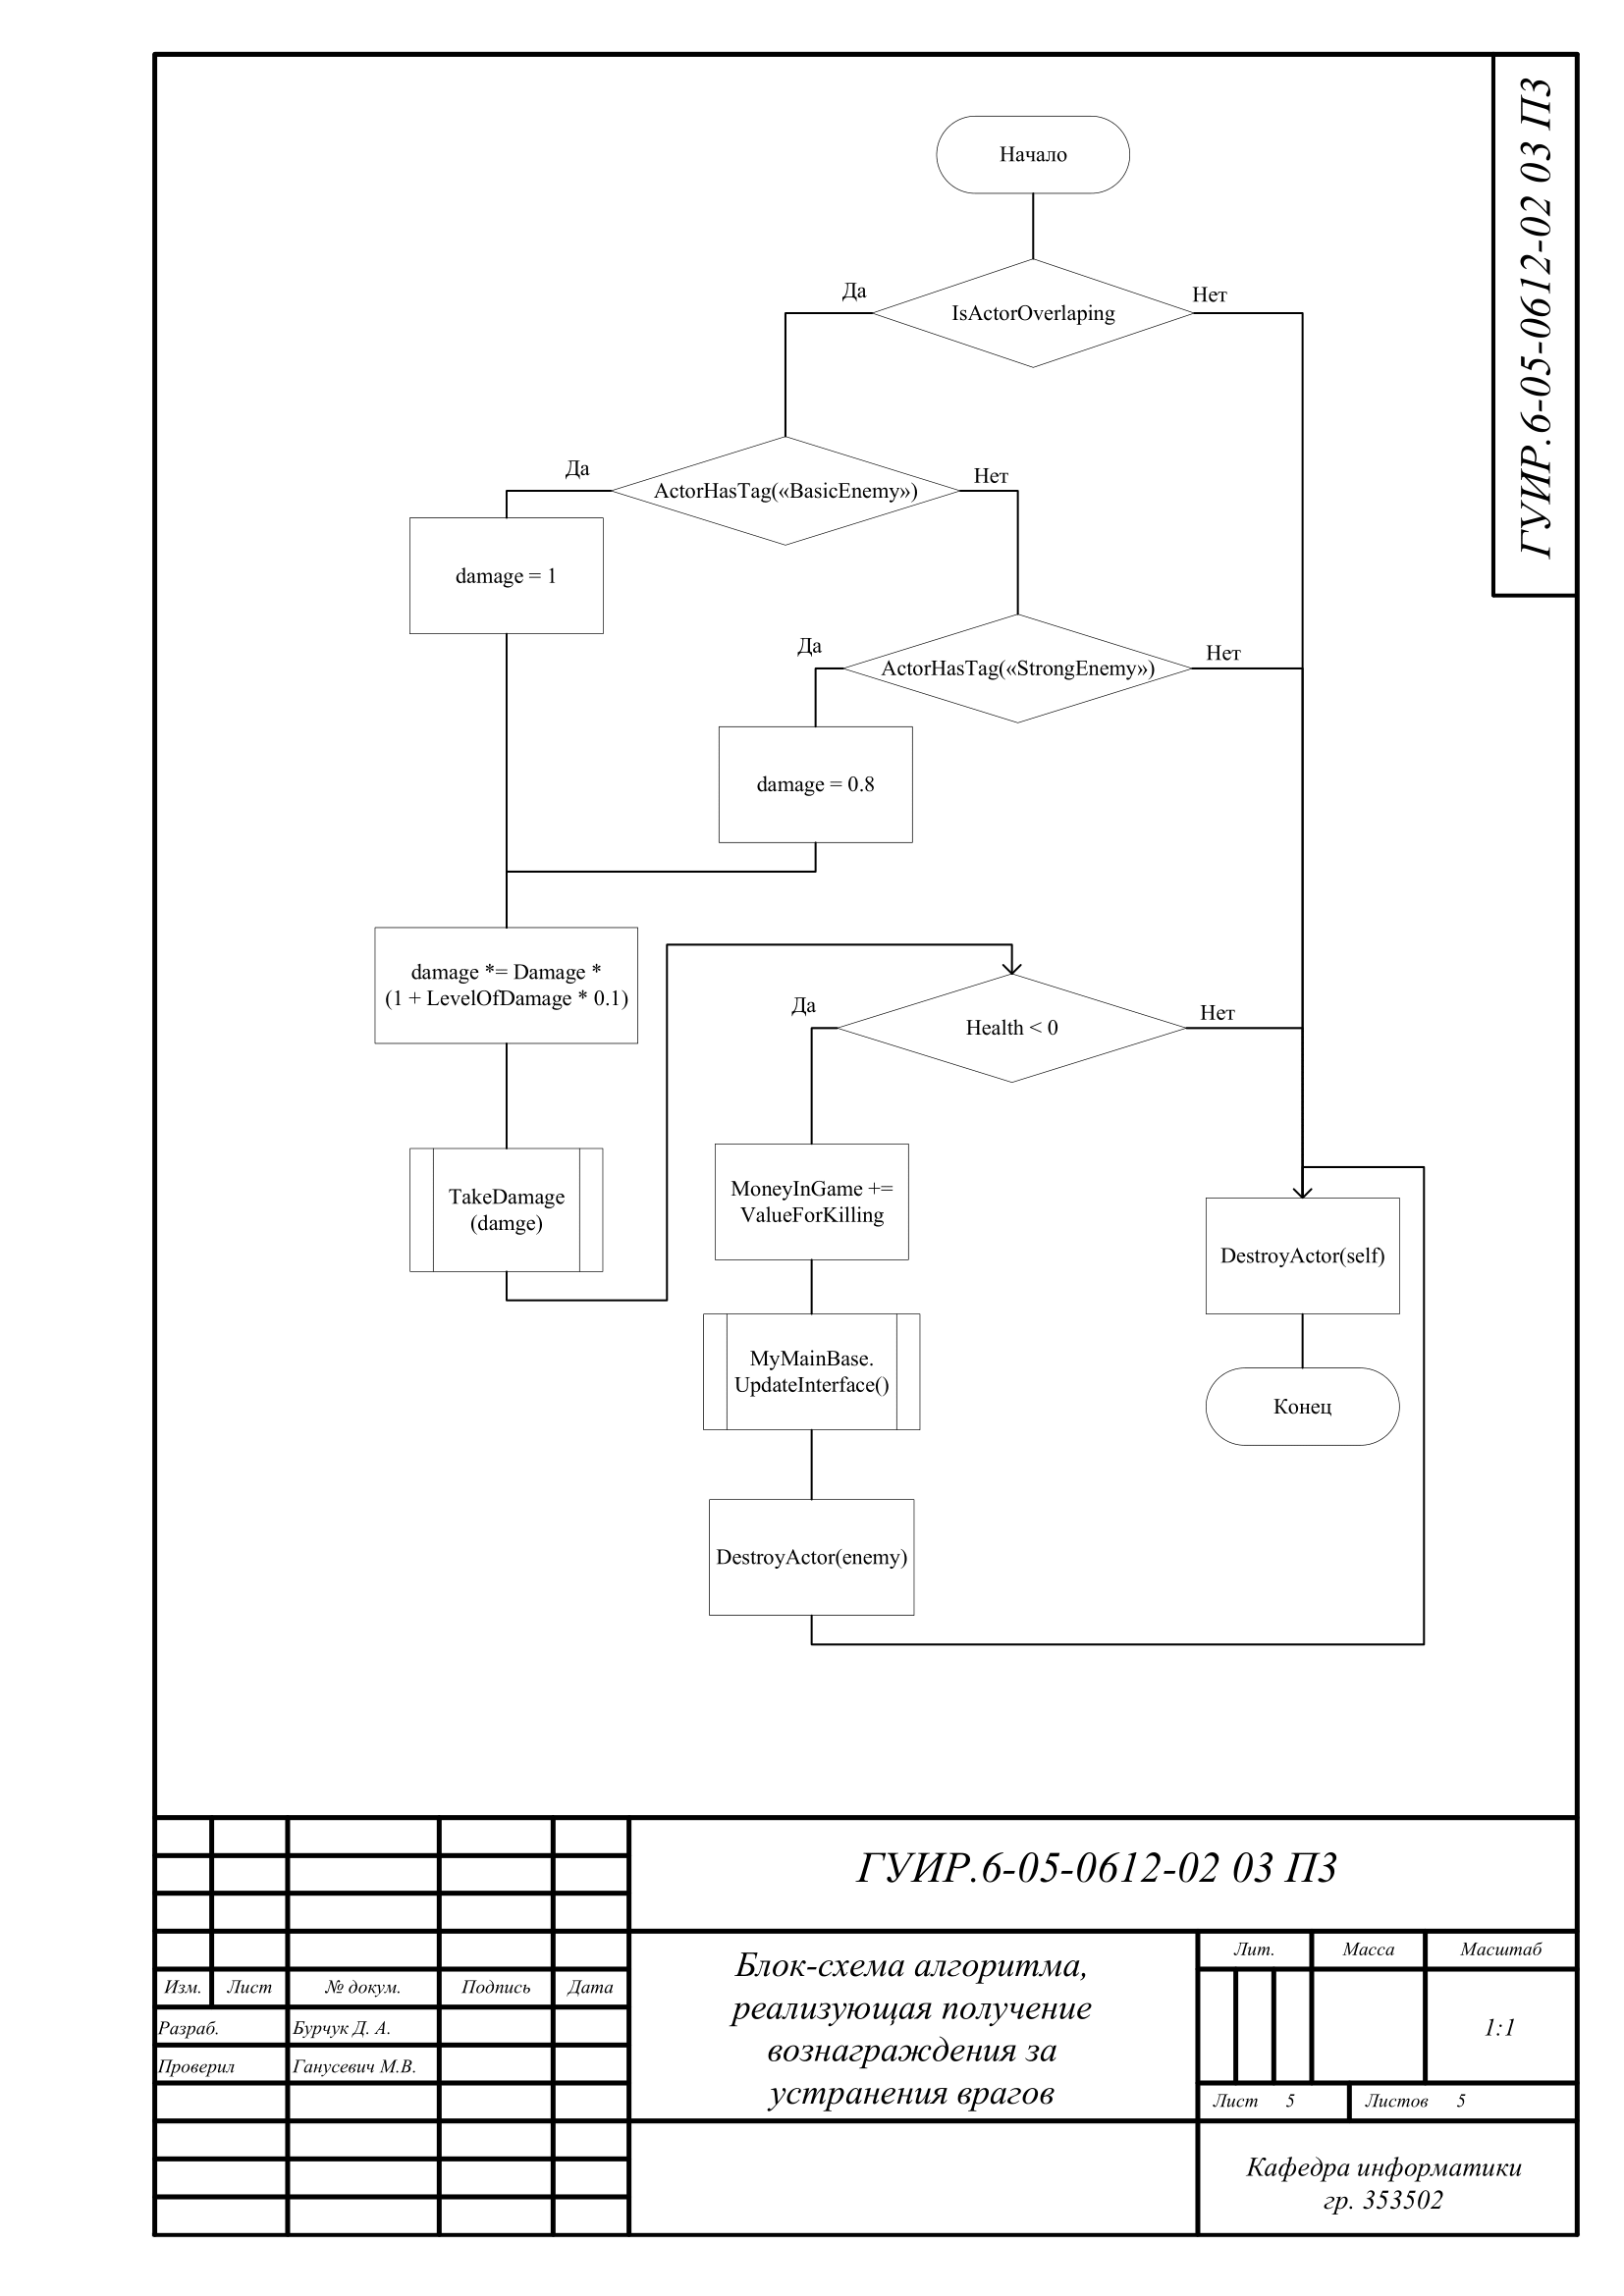 ГУИР.6-05-0612-02 03 ПЗ
Начало
Да
Нет
IsActorOverlaping
Да
Нет
ActorHasTag(«BasicEnemy»)
damage = 1
Да
Нет
ActorHasTag(«StrongEnemy»)
damage = 0.8
damage *= Damage *
(1 + LevelOfDamage * 0.1)
Да
Нет
Health < 0
TakeDamage
(damge)
MoneyInGame +=
ValueForKilling
DestroyActor(self)
MyMainBase.
UpdateInterface()
Конец
DestroyActor(enemy)
ГУИР.6-05-0612-02 03 ПЗ
Блок-схема алгоритма,
реализующая получение
вознаграждения за
устранения врагов
Лит. Масса Масштаб
1:1
Изм. Лист № докум. Подпись Дата
Разраб. Бурчук Д. А.
Проверил Ганусевич М.В.
Лист 5 Листов 5
Кафедра информатики
гр. 353502